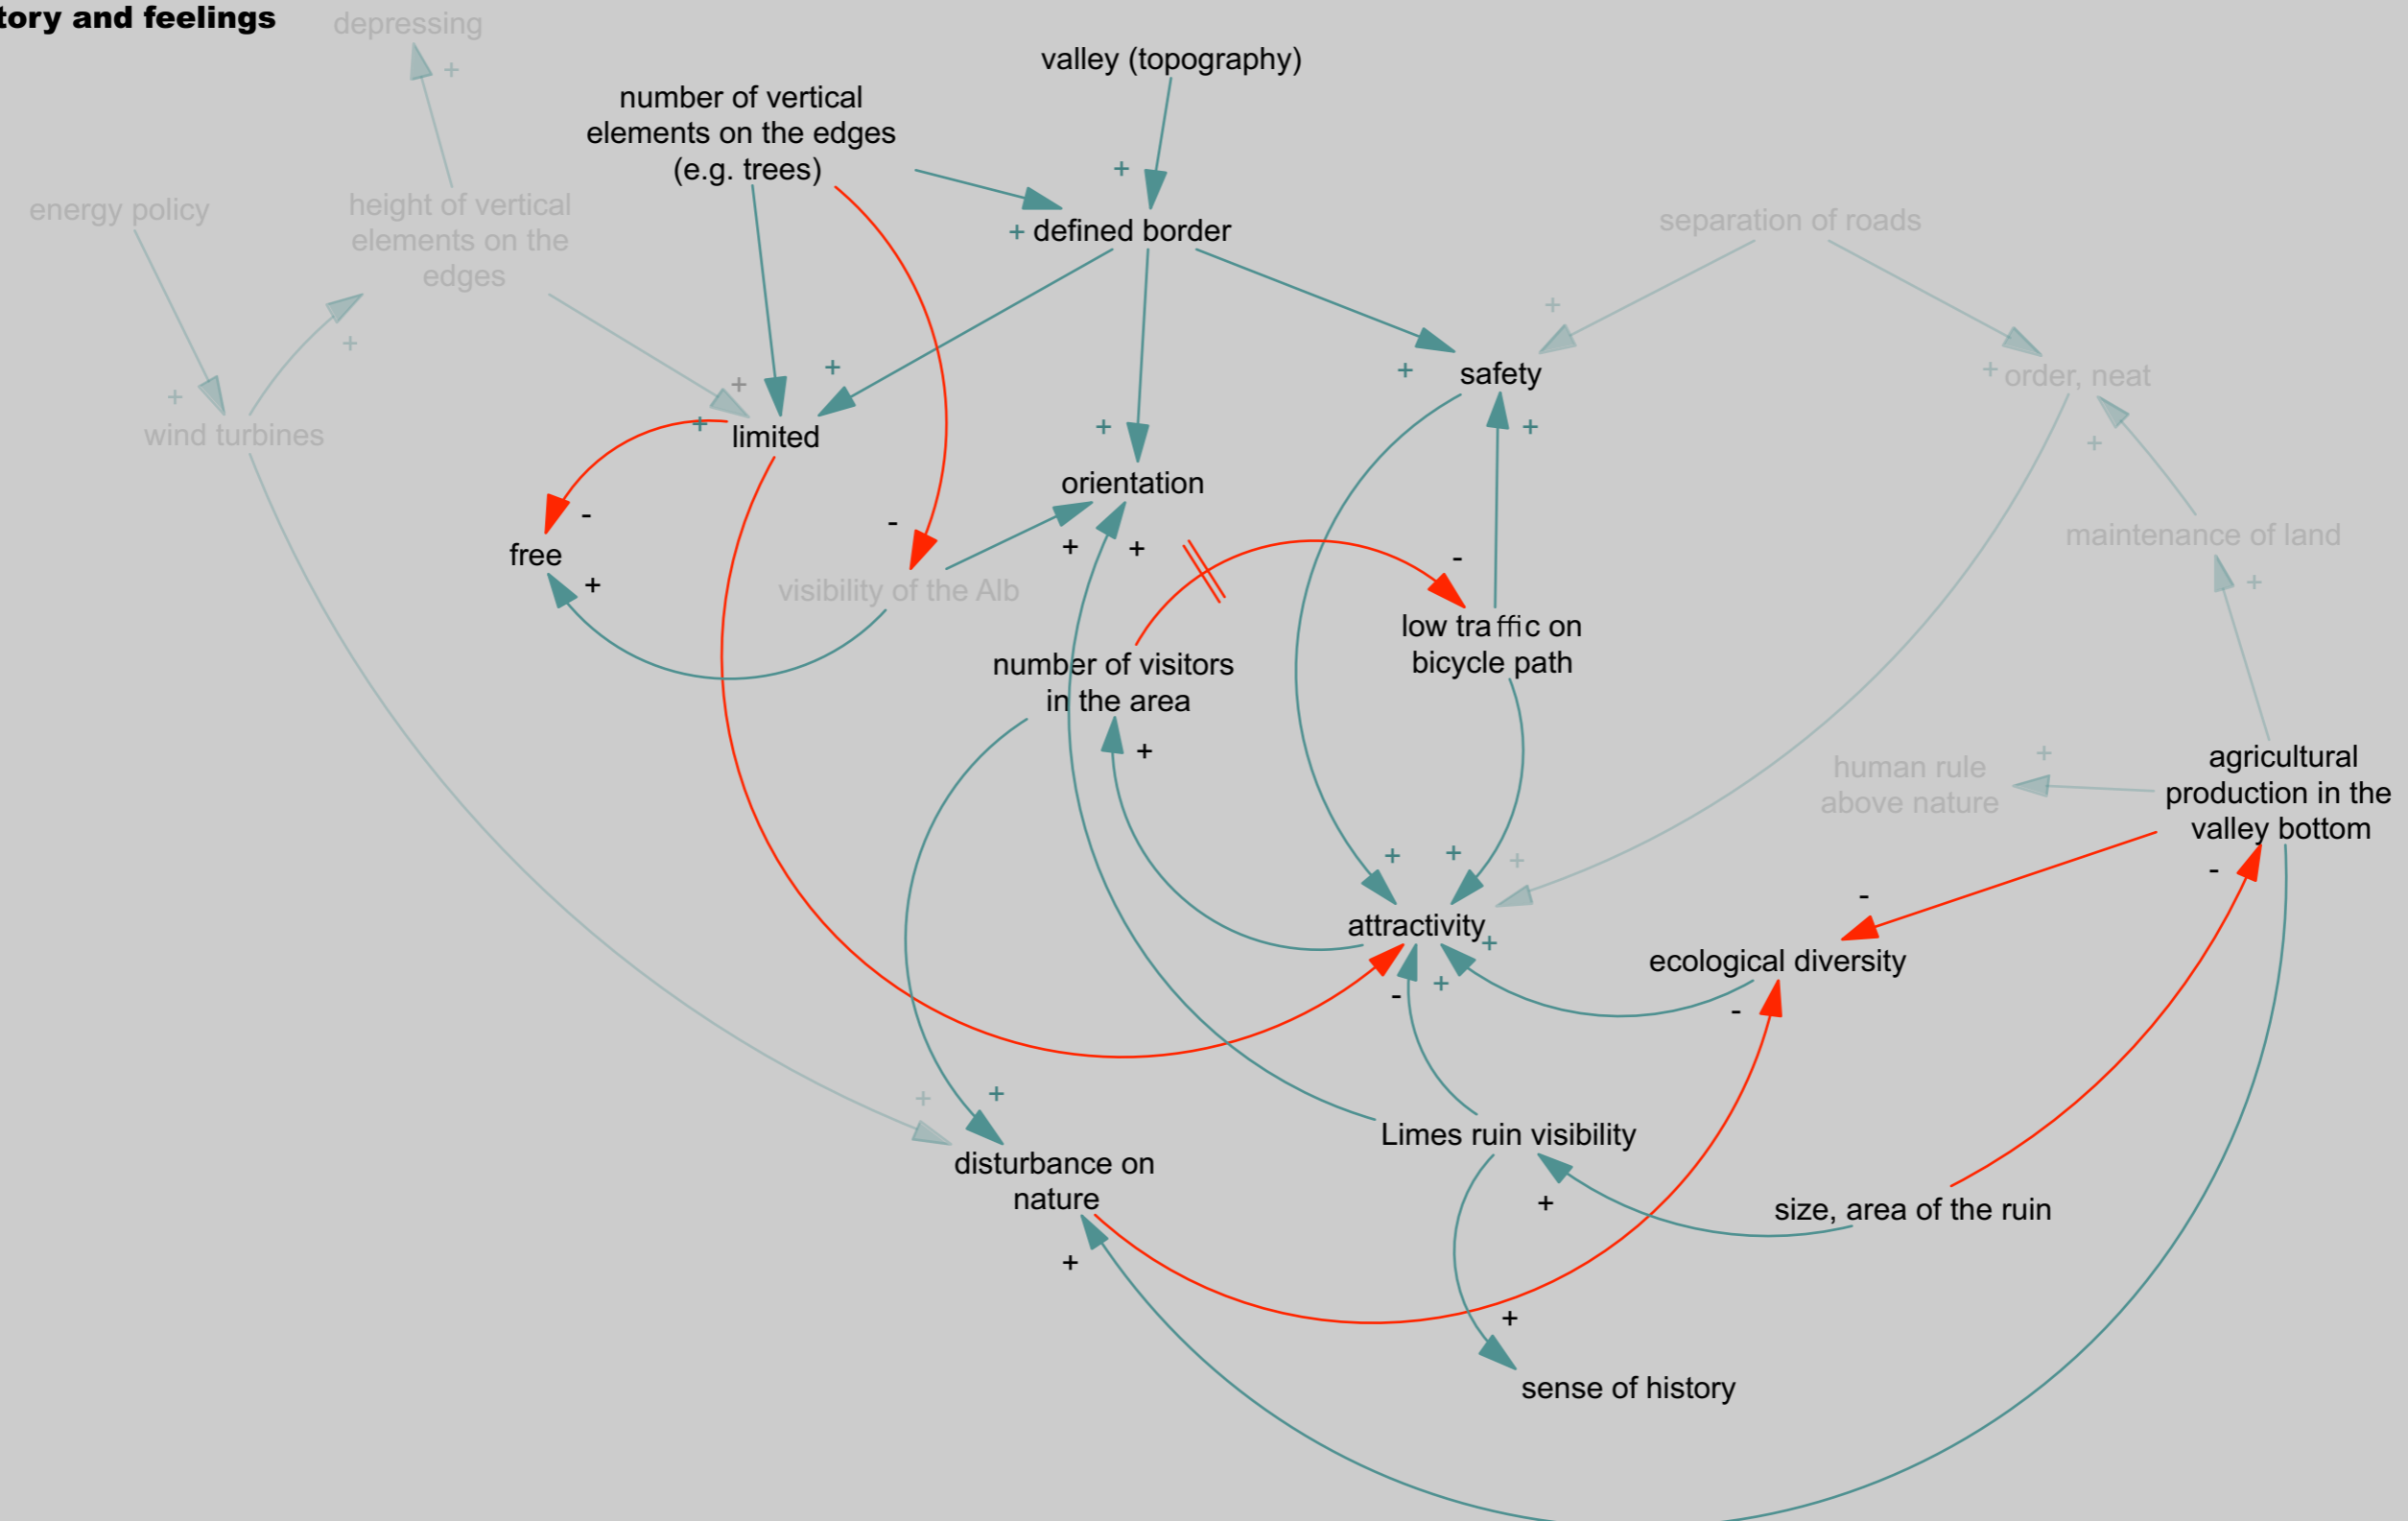 tory and feelings
depressing
+
valley (topography)
number of vertical
elements on the edges
(e.g. trees)
+
energy policy
height of vertical
elements on the
edges
+ defined border
separation of roads
+
+
+
+
+
+
+
safety
+
order, neat
wind turbines
+
limited
+
+
+
orientation
-
-
free
+
+
+
-
maintenance of land
visibility of the Alb
+
low traffic on
bicycle path
number of visitors
in the area
+
+
human rule
above nature
agricultural
production in the
valley bottom
+
+
+
-
-
attractivity
+
ecological diversity
-
+
-
+
+
Limes ruin visibility
disturbance on
nature
+
size, area of the ruin
+
+
sense of history